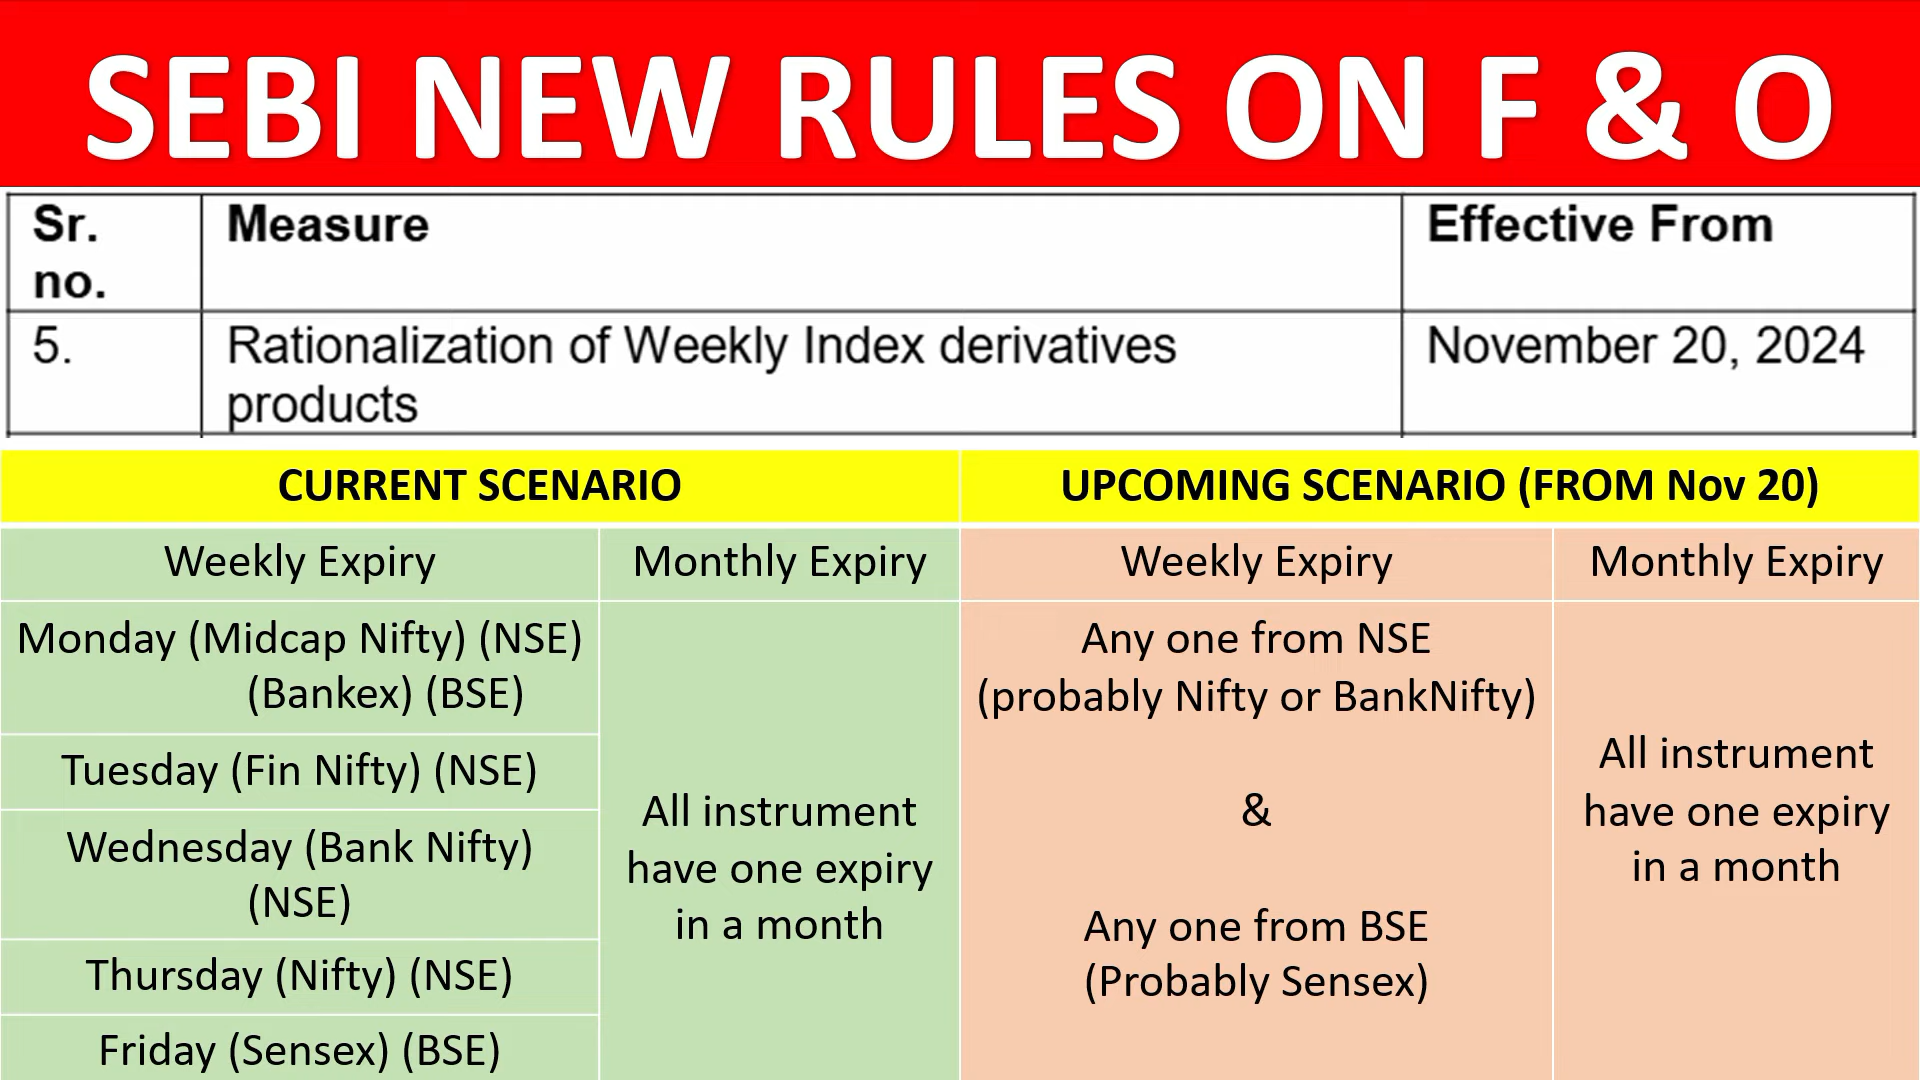 SEBI NEW RULES ON F & O
Sr. no.
Measure
Effective From
5.
Rationalization of Weekly Index derivatives
products
November 20, 2024
CURRENT SCENARIO
UPCOMING SCENARIO (FROM Nov 20)
Weekly Expiry
Monthly Expiry
Weekly Expiry
Monthly Expiry
Monday (Midcap Nifty) (NSE)
(Bankex) (BSE)
Tuesday (Fin Nifty) (NSE)
Wednesday (Bank Nifty)
(NSE)
Thursday (Nifty) (NSE)
Friday (Sensex) (BSE)
All instrument
have one expiry
in a month
Any one from NSE
(probably Nifty or BankNifty)
&
Any one from BSE
(Probably Sensex)
All instrument
have one expiry
in a month